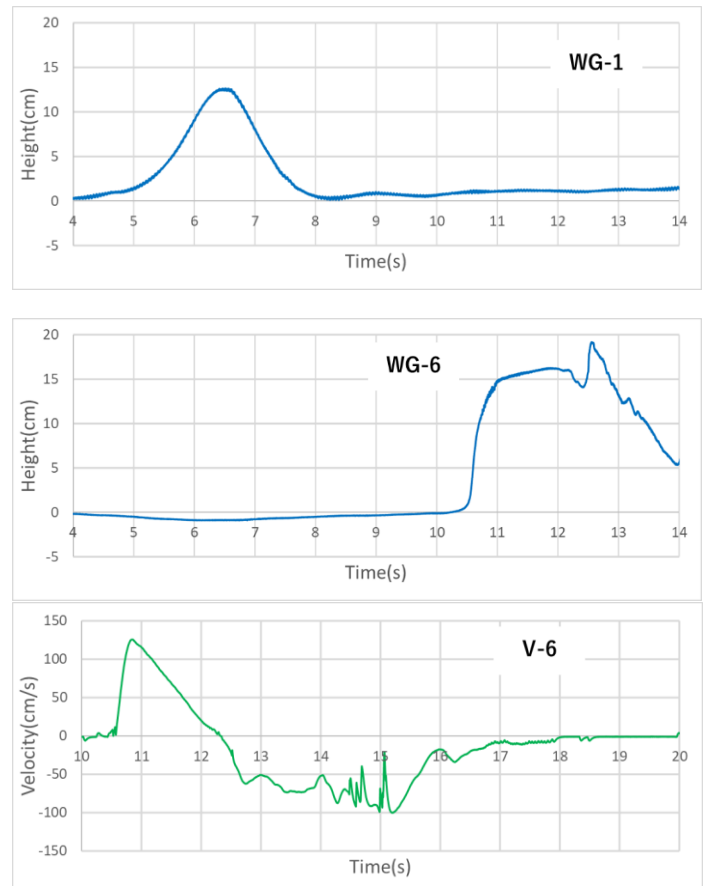 20
15
10
5
0
-5
Height(cm)
WG-1
4 5 6 7 8 9 10 11 12 13 14
Time(s)
20
15
10
5
0
-5
Height(cm)
WG-6
4 5 6 7 8 9 10 11 12 13 14
Time(s)
150
100
50
0
-50
-100
-150
Velocity(cm/s)
V-6
10 11 12 13 14 15 16 17 18 19 20
Time(s)